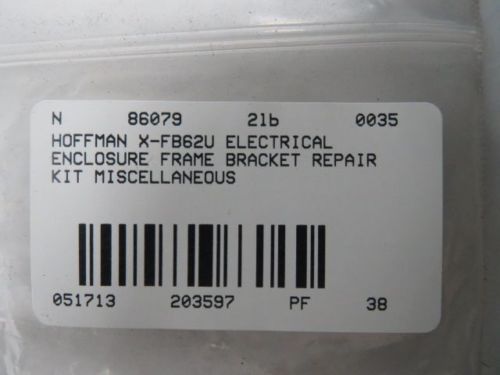 N 86079 21b 0035
HOFFMAN X-FB62U ELECTRICAL
ENCLOSURE FRAME BRACKET REPAIR
KIT MISCELLANEOUS
051713 203597 PF 38